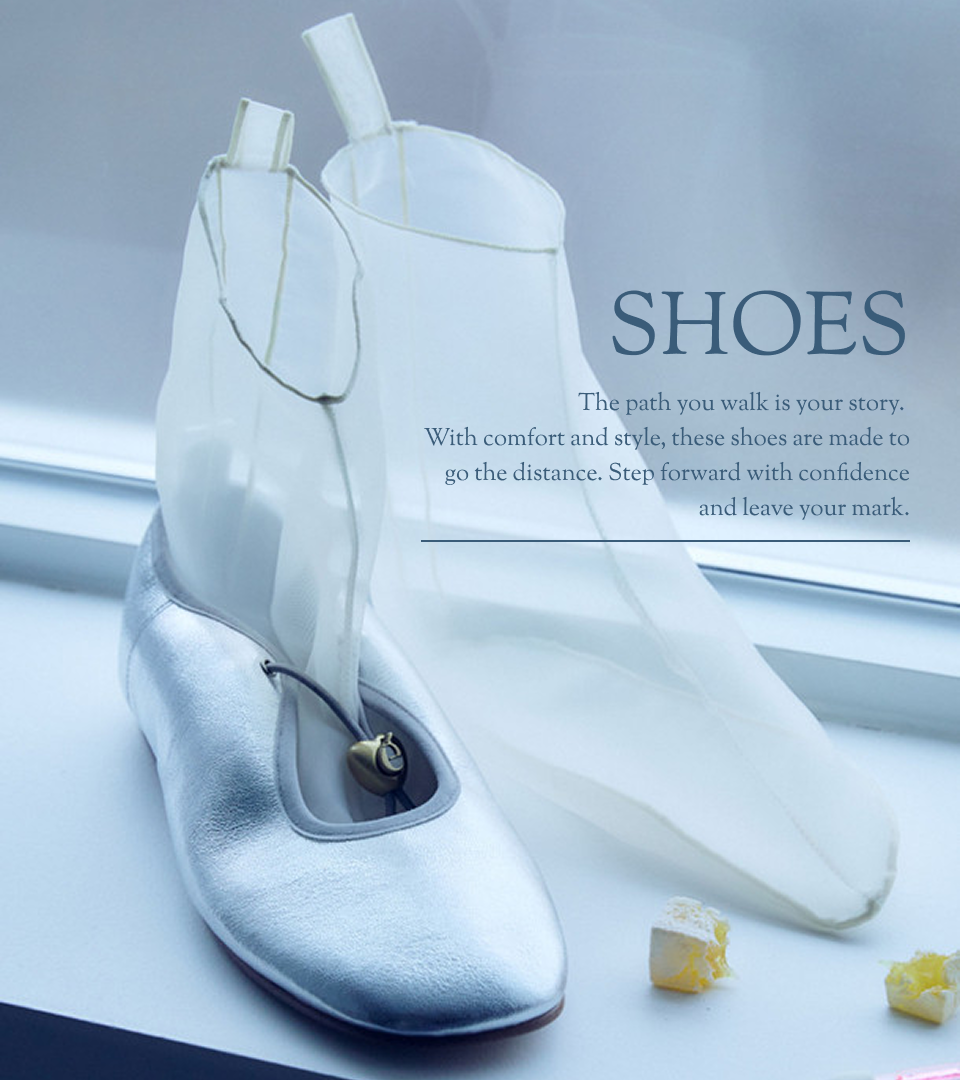 SHOES
The path you walk is your story.
With comfort and style, these shoes are made to
go the distance. Step forward with confidence
and leave your mark.